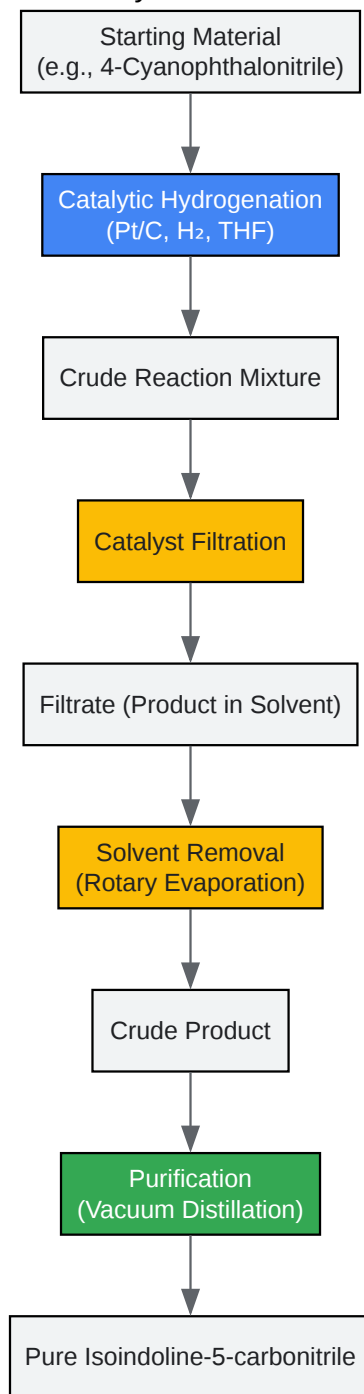 Starting Material
(e.g., 4-Cyanophthalonitrile)
Catalytic Hydrogenation
(Pt/C, H₂, THF)
Crude Reaction Mixture
Catalyst Filtration
Filtrate (Product in Solvent)
Solvent Removal
(Rotary Evaporation)
Crude Product
Purification
(Vacuum Distillation)
Pure Isoindoline-5-carbonitrile